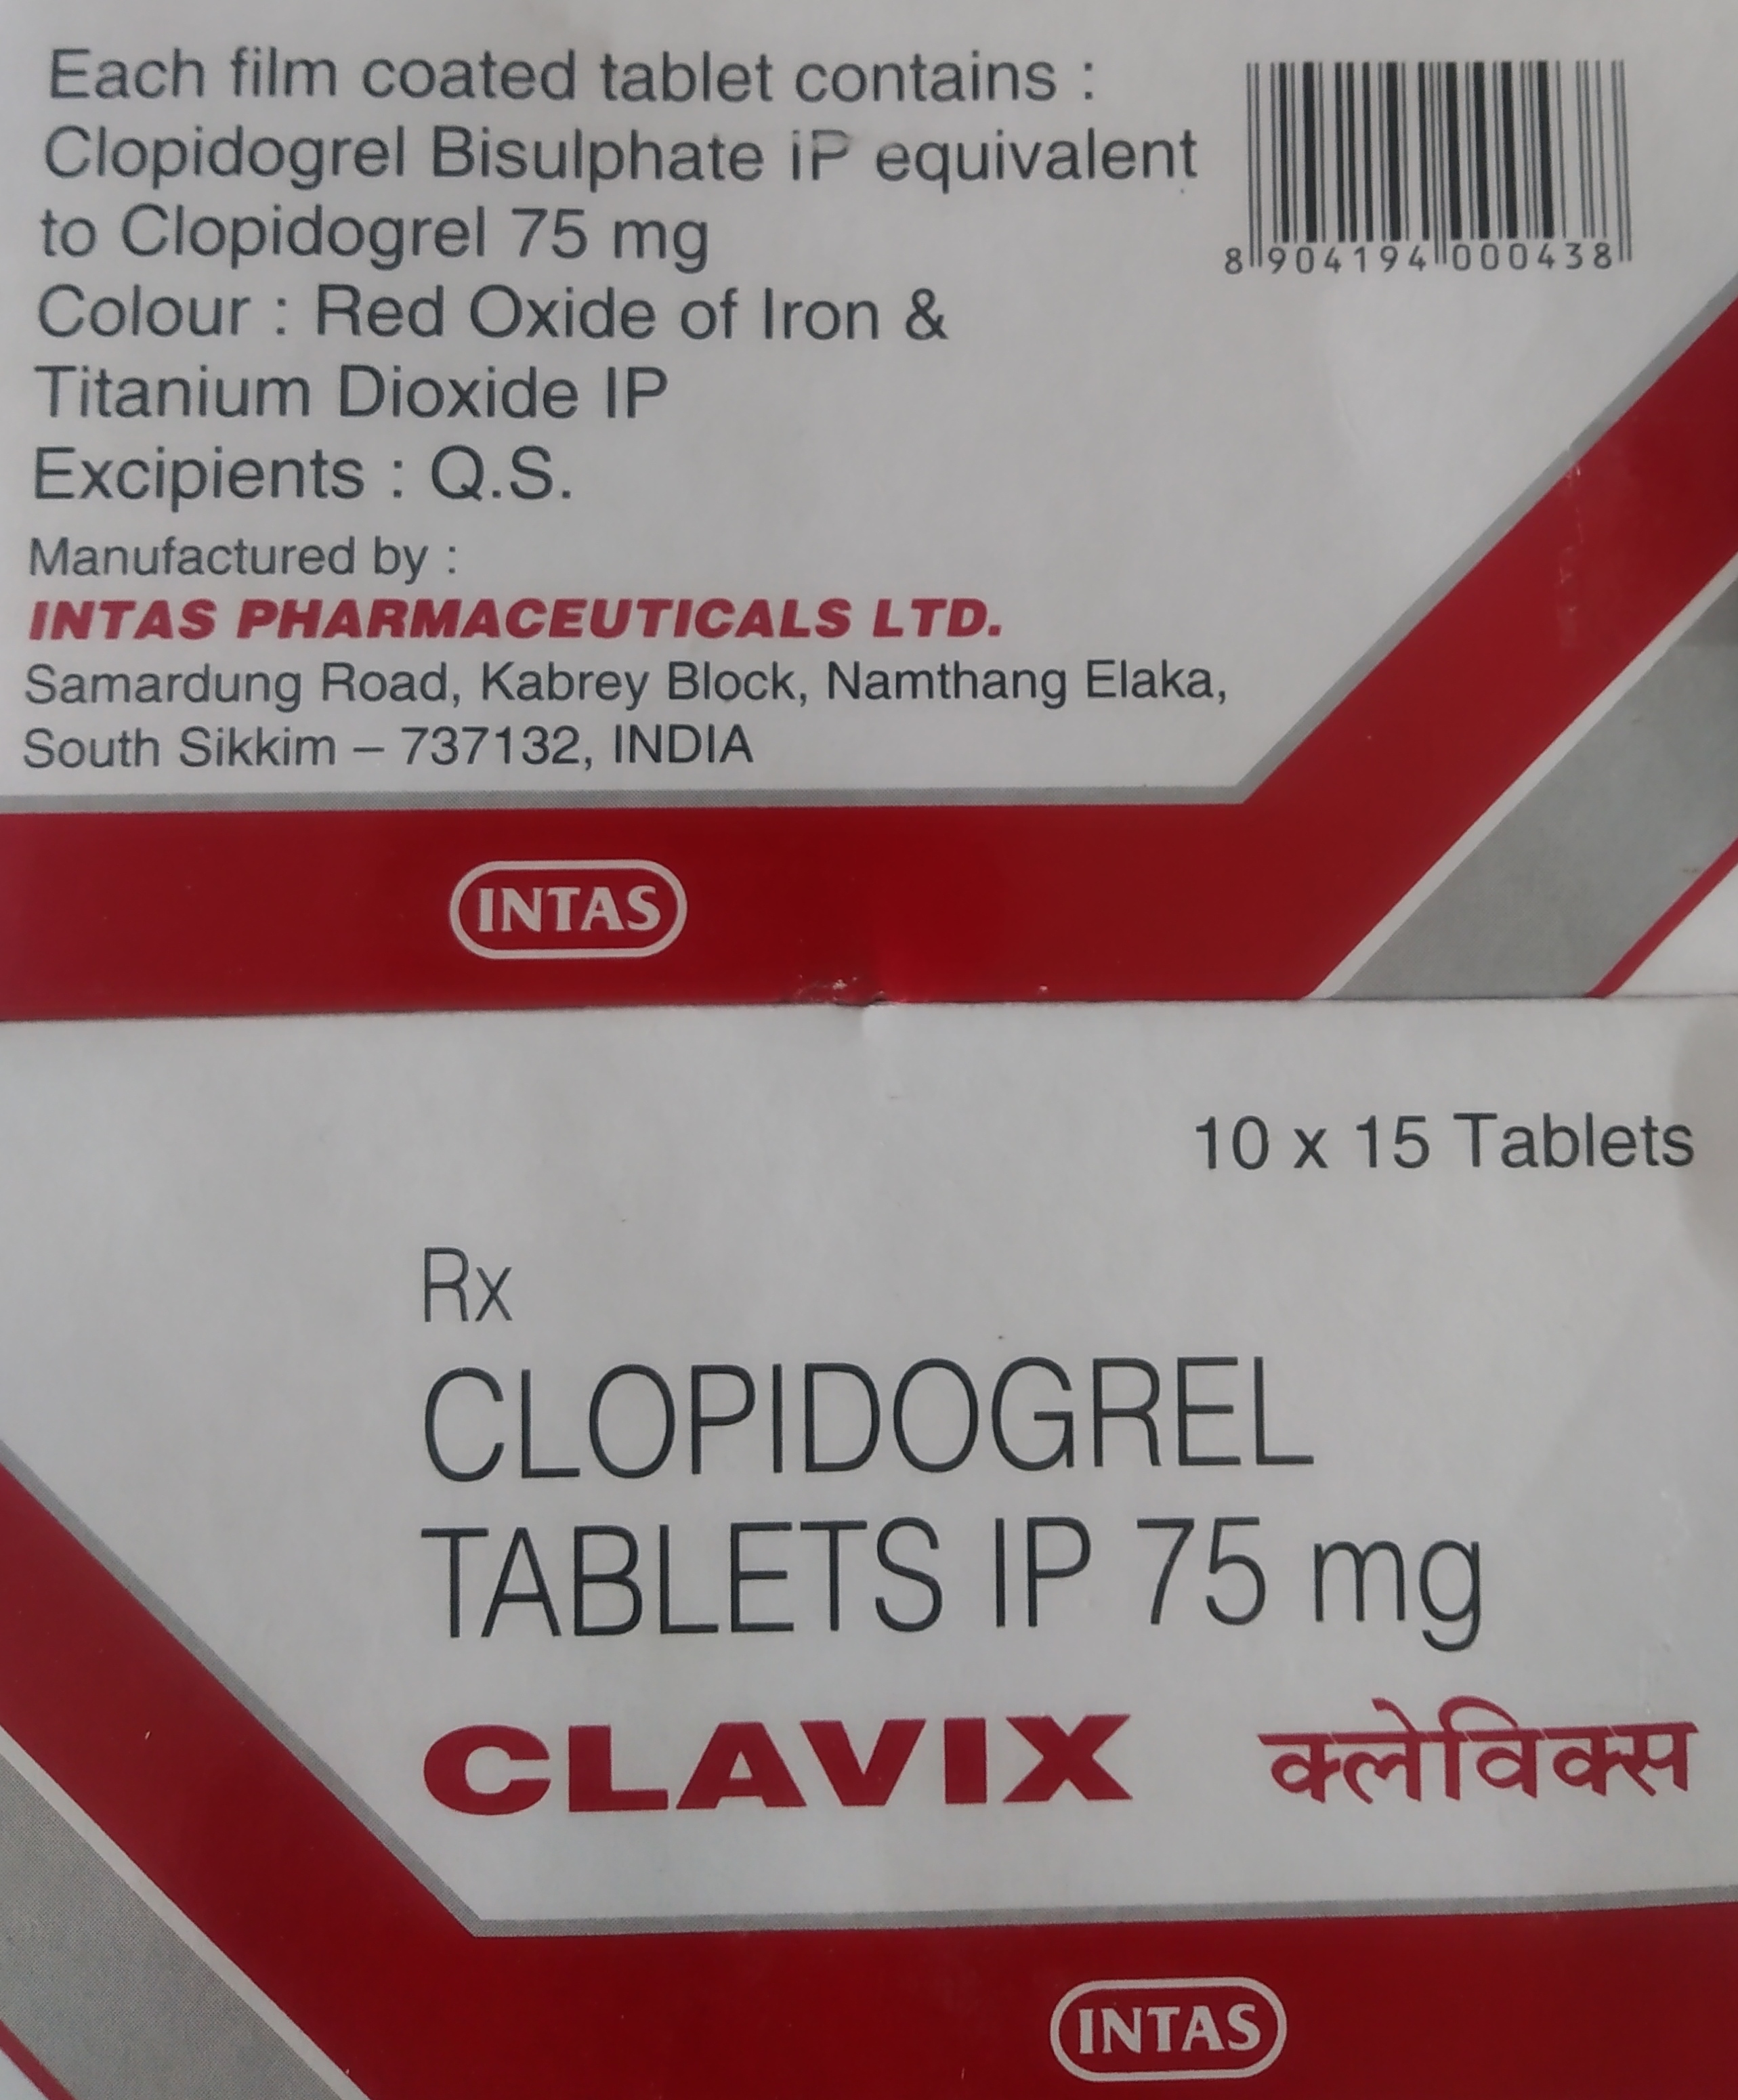 Each film coated tablet contains :
Clopidogrel Bisulphate iP equivalent
to Clopidogrel 75 mg
Colour : Red Oxide of Iron &
Titanium Dioxide IP
Excipients : Q.S.
8 904194 000438
Manufactured by :
INTAS PHARMACEUTICALS LTD.
Samardung Road, Kabrey Block, Namthang Elaka,
South Sikkim – 737132, INDIA
INTAS
10 x 15 Tablets
Rx
CLOPIDOGREL
TABLETS IP 75 mg
CLAVIX क्लेविक्स
INTAS